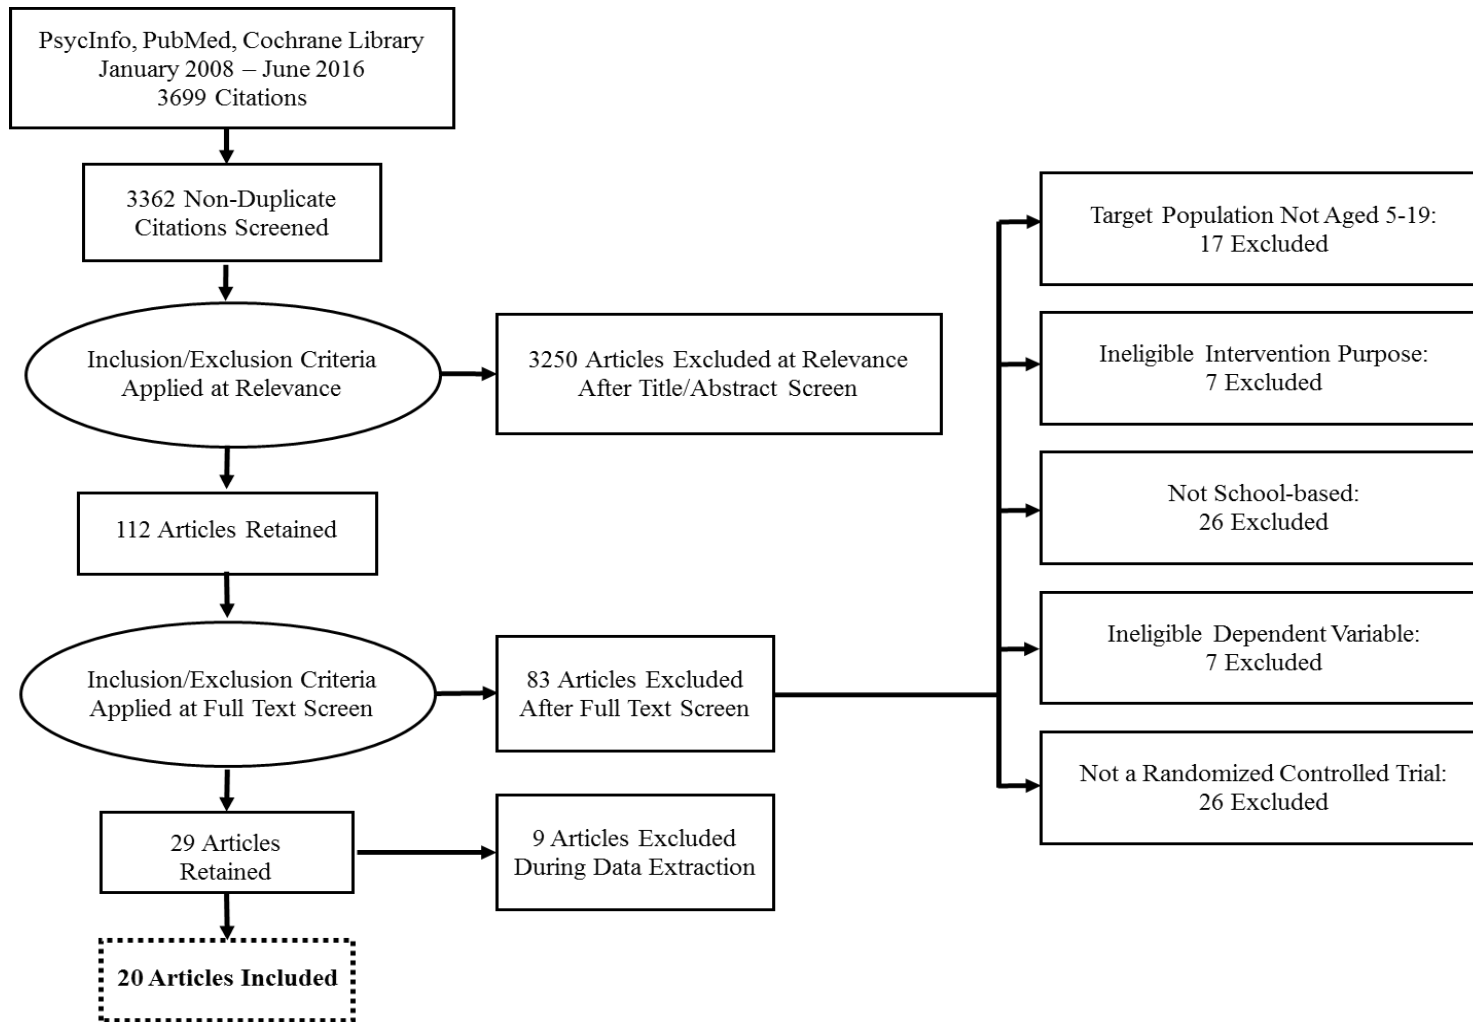 PsycInfo, PubMed, Cochrane Library
January 2008 – June 2016
3699 Citations
3362 Non-Duplicate
Citations Screened
Inclusion/Exclusion Criteria
Applied at Relevance
3250 Articles Excluded at Relevance
After Title/Abstract Screen
112 Articles Retained
Inclusion/Exclusion Criteria
Applied at Full Text Screen
83 Articles Excluded
After Full Text Screen
Target Population Not Aged 5-19:
17 Excluded
Ineligible Intervention Purpose:
7 Excluded
Not School-based:
26 Excluded
Ineligible Dependent Variable:
7 Excluded
Not a Randomized Controlled Trial:
26 Excluded
29 Articles
Retained
9 Articles Excluded
During Data Extraction
20 Articles Included